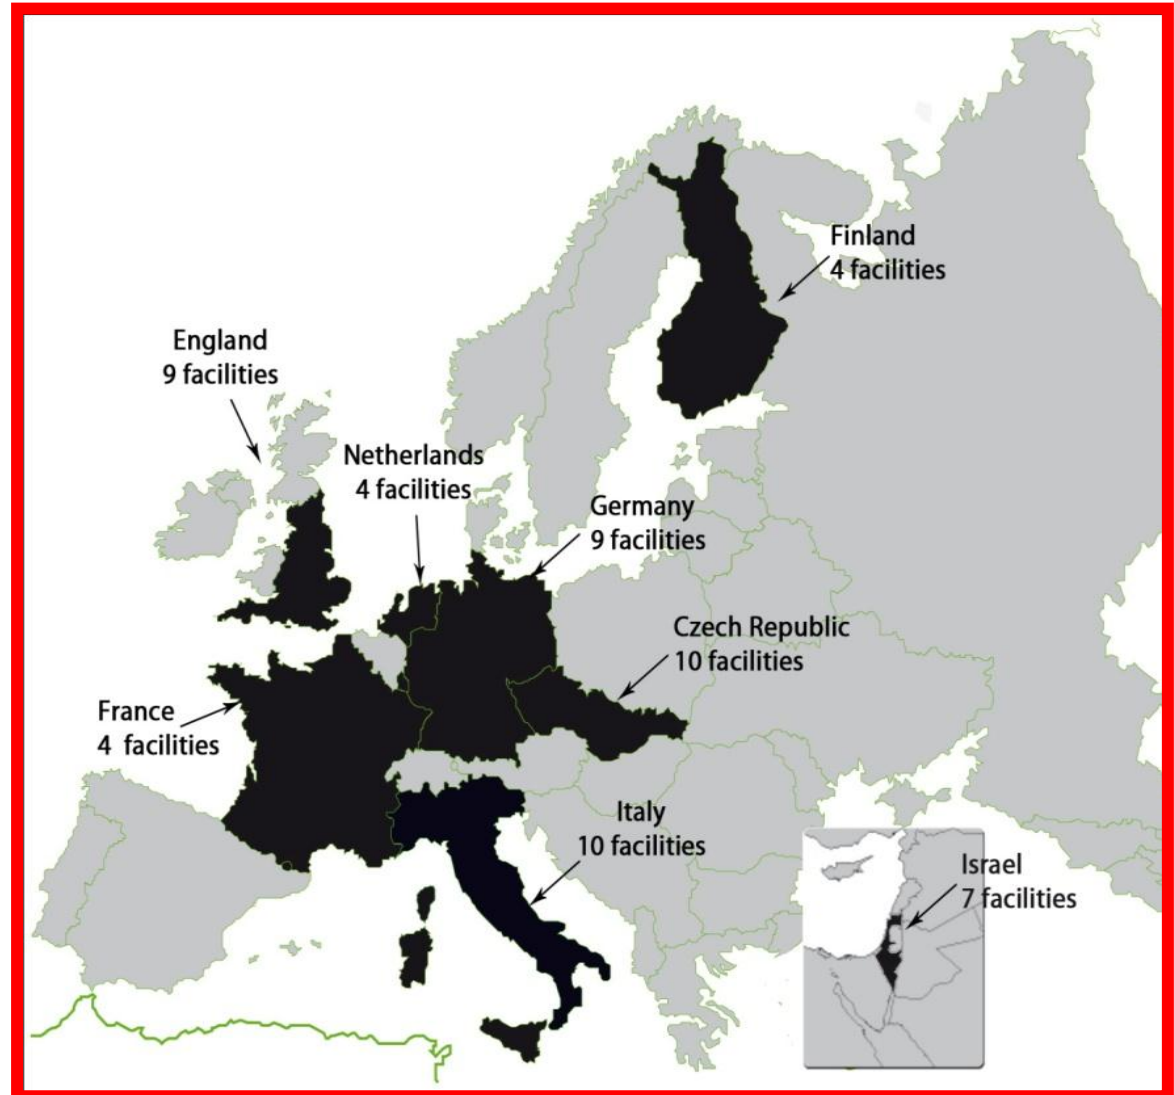 Finland
4 facilities
England
9 facilities
Netherlands
4 facilities
Germany
9 facilities
Czech Republic
10 facilities
France
4 facilities
Italy
10 facilities
Israel
7 facilities